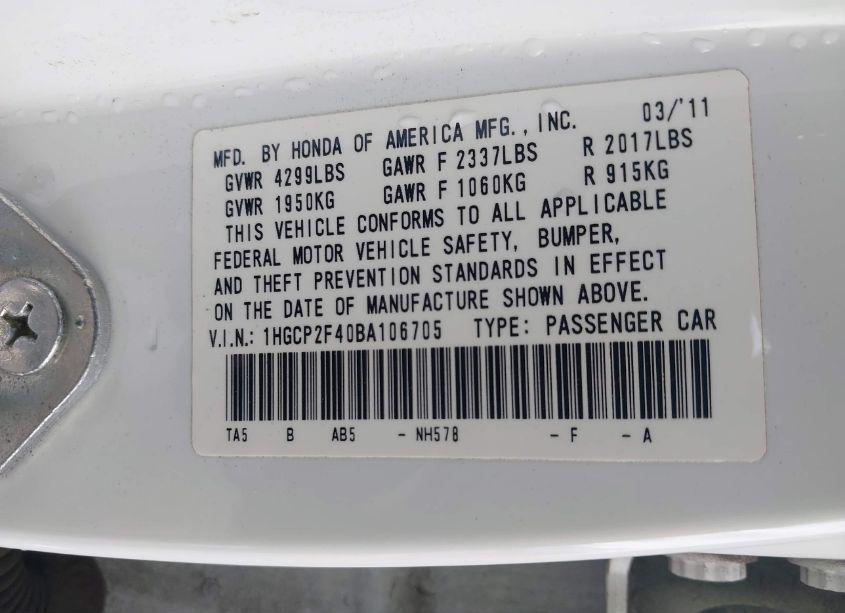 MFD. BY HONDA OF AMERICA MFG., INC. 03/'11
GVWR 4299LBS GAWR F 2337LBS R 2017LBS
GVWR 1950KG GAWR F 1060KG R 915KG
THIS VEHICLE CONFORMS TO ALL APPLICABLE
FEDERAL MOTOR VEHICLE SAFETY, BUMPER,
AND THEFT PREVENTION STANDARDS IN EFFECT
ON THE DATE OF MANUFACTURE SHOWN ABOVE.
V.I.N.: 1HGCP2F40BA106705 TYPE: PASSENGER CAR
TA5 B AB5 - NH578 - F - A